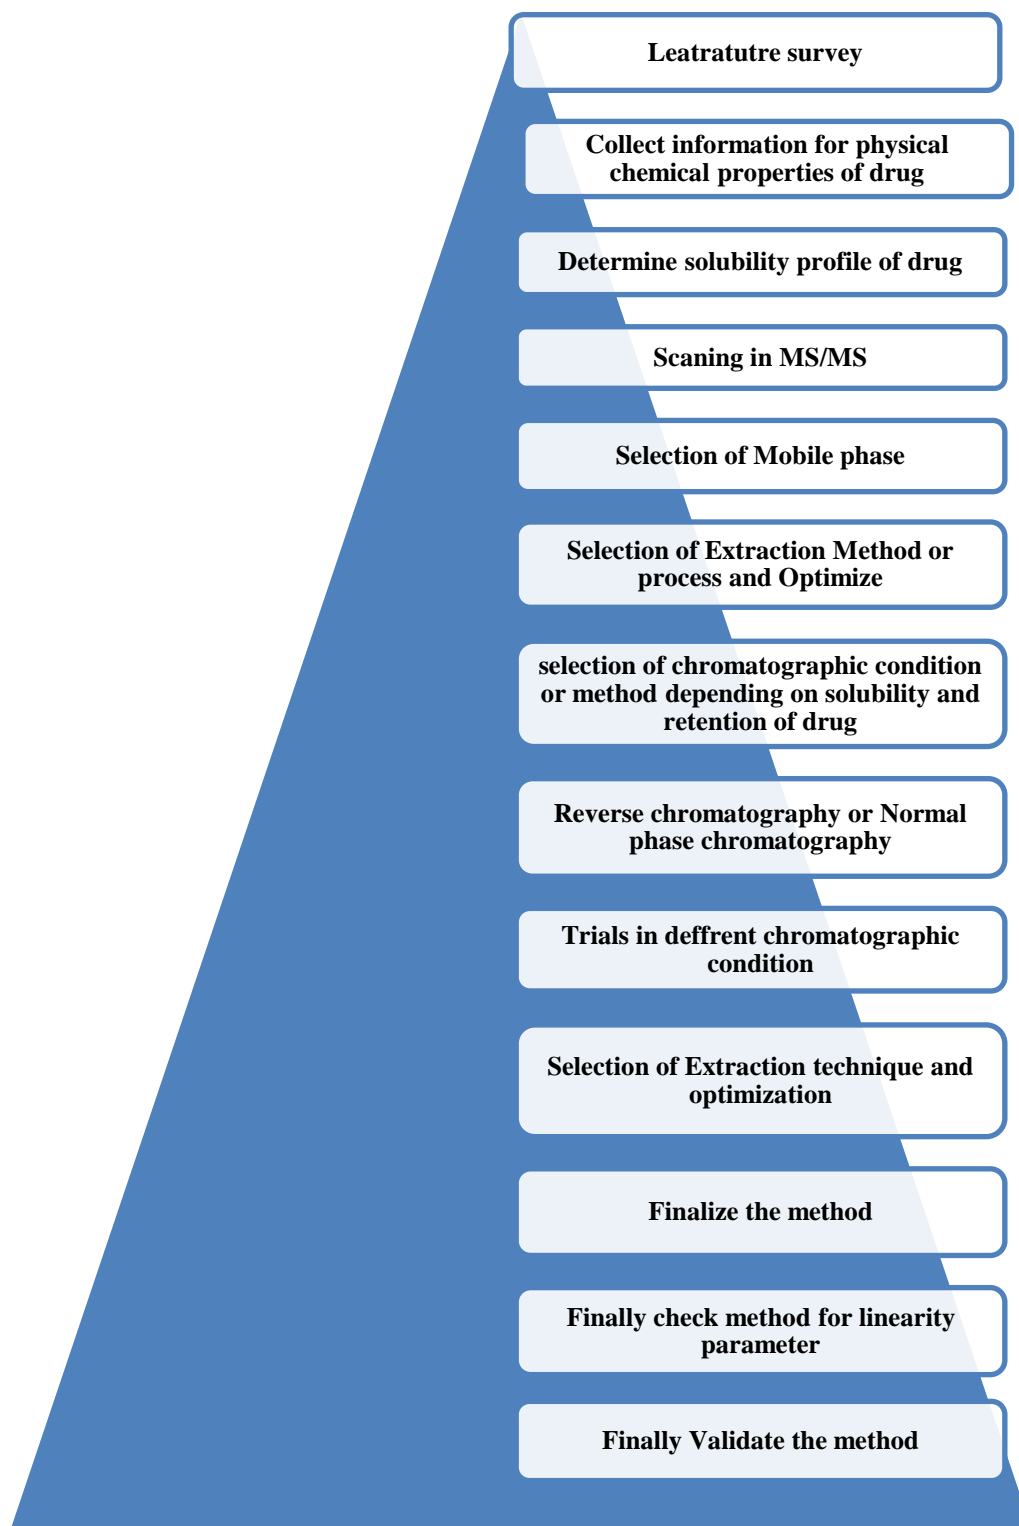 Leatratutre survey
Collect information for physical
chemical properties of drug
Determine solubility profile of drug
Scaning in MS/MS
Selection of Mobile phase
Selection of Extraction Method or
process and Optimize
selection of chromatographic condition
or method depending on solubility and
retention of drug
Reverse chromatography or Normal
phase chromatography
Trials in deffrent chromatographic
condition
Selection of Extraction technique and
optimization
Finalize the method
Finally check method for linearity
parameter
Finally Validate the method